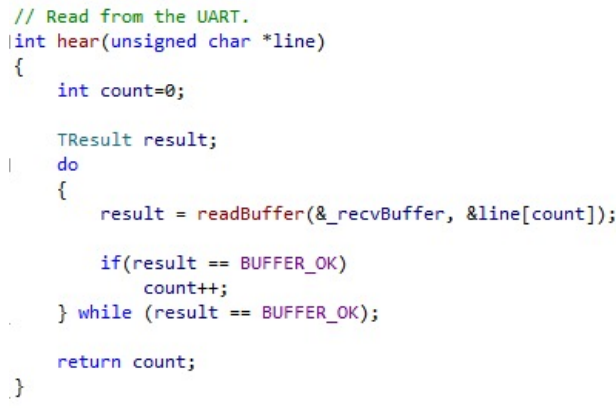 // Read from the UART.
int hear(unsigned char *line)
{
    int count=0;

    TResult result;
    do
    {
        result = readBuffer(&_recvBuffer, &line[count]);

        if(result == BUFFER_OK)
            count++;
    } while (result == BUFFER_OK);

    return count;
}